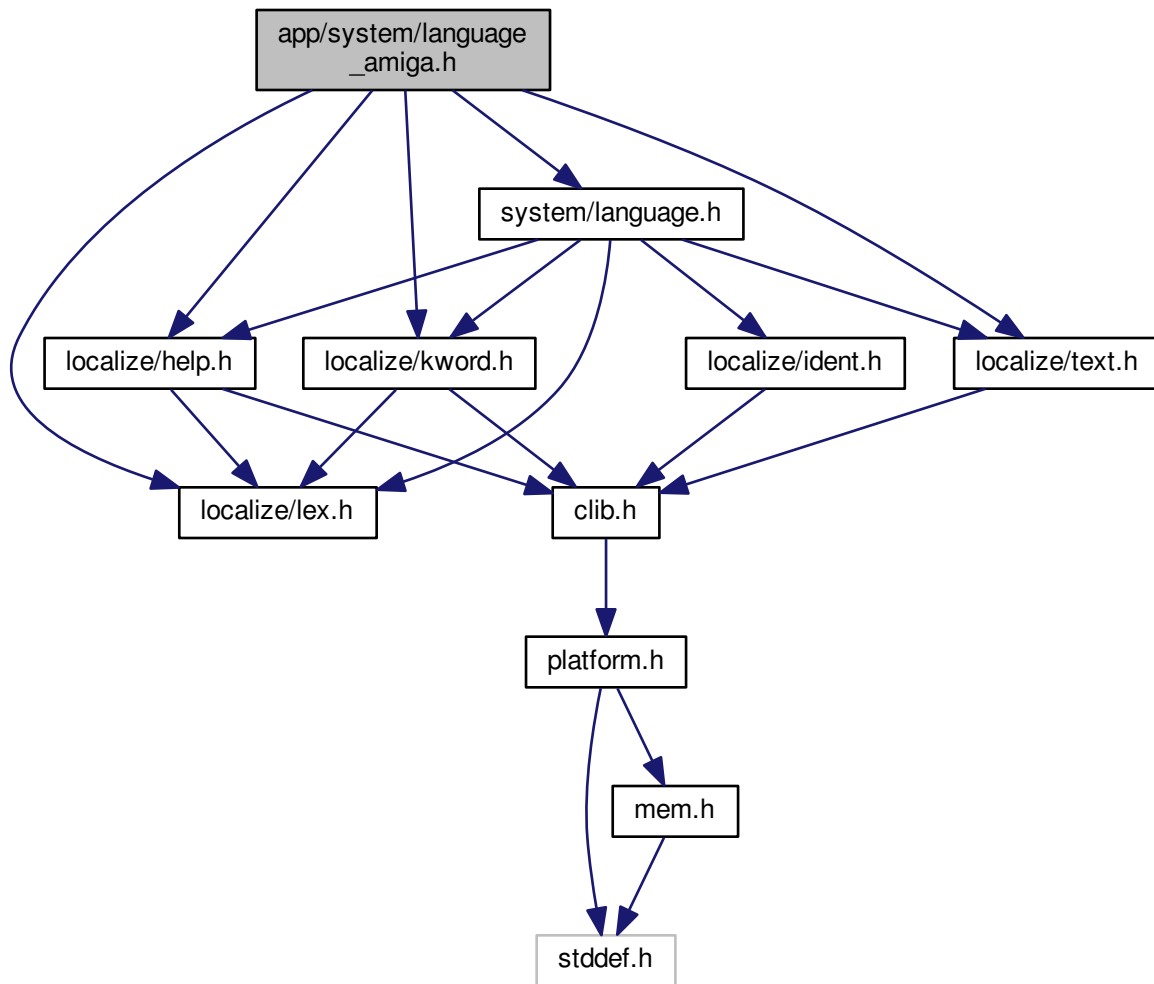 app/system/language
_amiga.h
system/language.h
localize/help.h
localize/kword.h
localize/ident.h
localize/text.h
localize/lex.h
clib.h
platform.h
mem.h
stddef.h